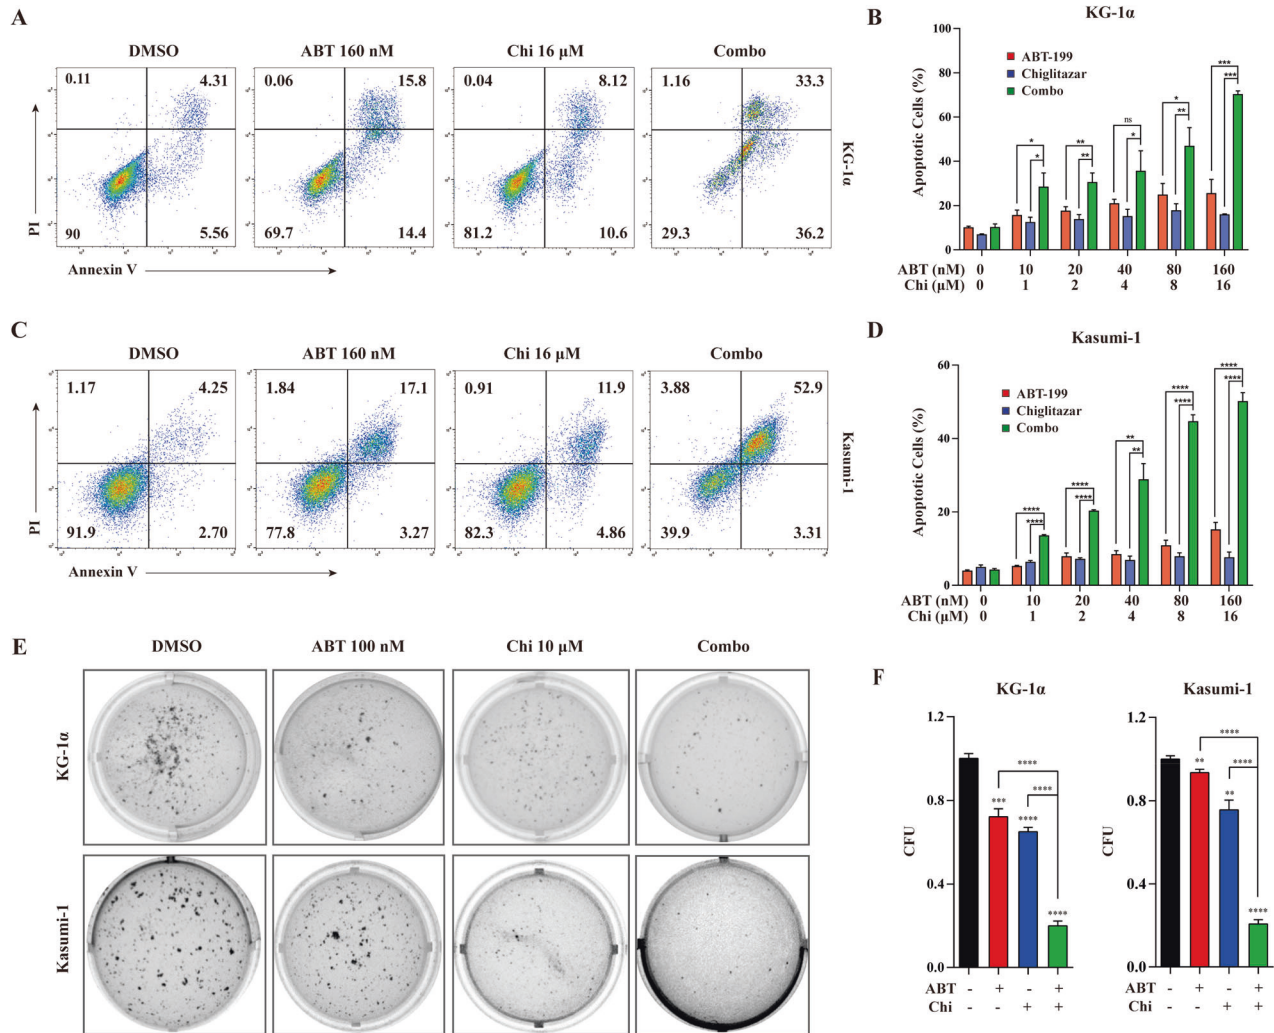 A
DMSO
ABT 160 nM
Chi 16 μM
Combo
0.11
4.31
90
5.56
0.06
15.8
69.7
14.4
0.04
8.12
81.2
10.6
1.16
33.3
29.3
36.2
KG-1α
PI
Annexin V
B
KG-1α
ABT-199
Chiglitazar
Combo
Apoptotic Cells (%)
100
80
60
40
20
0
* *
** **
ns *
* **
*** ***
ABT (nM) 0 10 20 40 80 160
Chi (μM) 0 1 2 4 8 16
C
DMSO
ABT 160 nM
Chi 16 μM
Combo
1.17
4.25
91.9
2.70
1.84
17.1
77.8
3.27
0.91
11.9
82.3
4.86
3.88
52.9
39.9
3.31
Kasumi-1
PI
Annexin V
D
Kasumi-1
ABT-199
Chiglitazar
Combo
Apoptotic Cells (%)
60
40
20
0
**** ****
**** ****
** **
**** ****
**** ****
ABT (nM) 0 10 20 40 80 160
Chi (μM) 0 1 2 4 8 16
E
DMSO
ABT 100 nM
Chi 10 μM
Combo
KG-1α
Kasumi-1
F
KG-1α
CFU
1.2
0.8
0.4
0.0
****
****
***
****
****
ABT - + - +
Chi - - + +
Kasumi-1
CFU
1.2
0.8
0.4
0.0
****
****
**
**
****
ABT - + - +
Chi - - + +